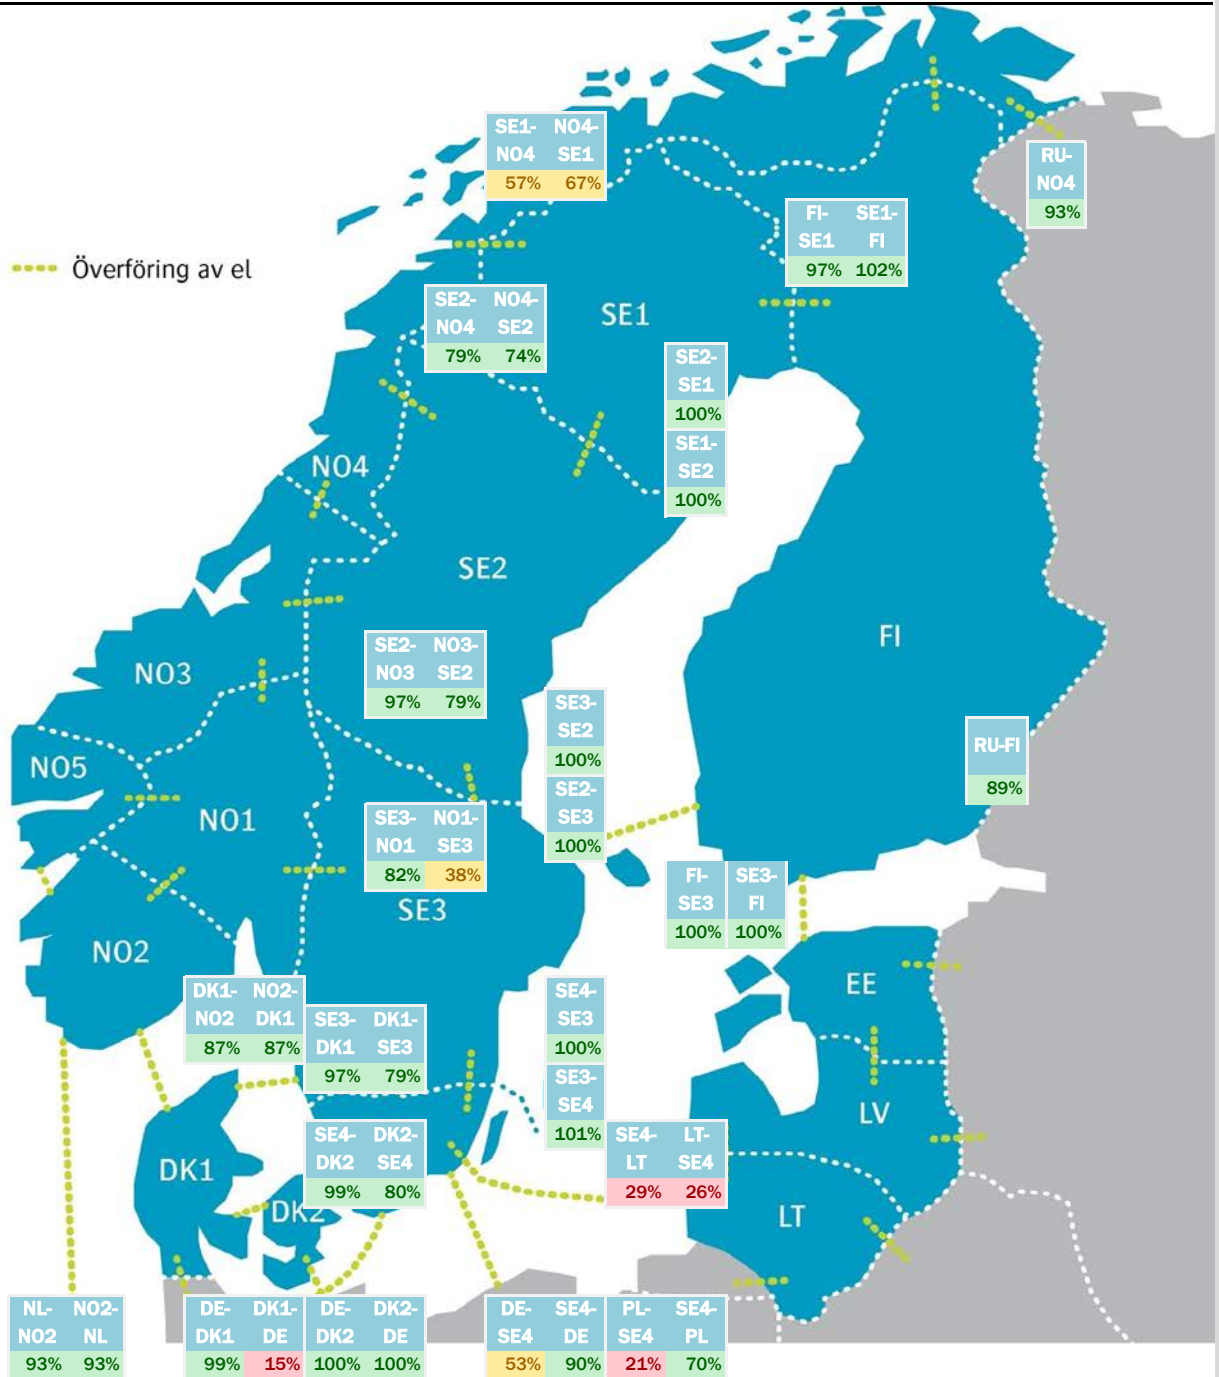 SE1- NO4-
NO4 SE1
57% 67%
RU-
NO4
93%
FI- SE1-
SE1 FI
97% 102%
Överföring av el
SE2- NO4-
NO4 SE2
79% 74%
SE1
SE2-
SE1
100%
SE1-
SE2
100%
NO4
SE2
FI
SE2- NO3-
NO3 SE2
97% 79%
NO3
SE3-
SE2
100%
SE2-
SE3
100%
RU-FI
89%
NO5
NO1
SE3- NO1-
NO1 SE3
82% 38%
SE3
FI- SE3-
SE3 FI
100% 100%
NO2
EE
DK1- NO2-
NO2 DK1
87% 87%
SE3- DK1-
DK1 SE3
97% 79%
SE4-
SE3
100%
SE3-
SE4
101%
LV
SE4- DK2-
DK2 SE4
99% 80%
SE4- LT-
LT SE4
29% 26%
DK1
DK2
LT
NL- NO2-
NO2 NL
93% 93%
DE- DK1-
DK1 DE
99% 15%
DE- DK2-
DK2 DE
100% 100%
DE- SE4-
SE4 DE
53% 90%
PL- SE4-
SE4 PL
21% 70%